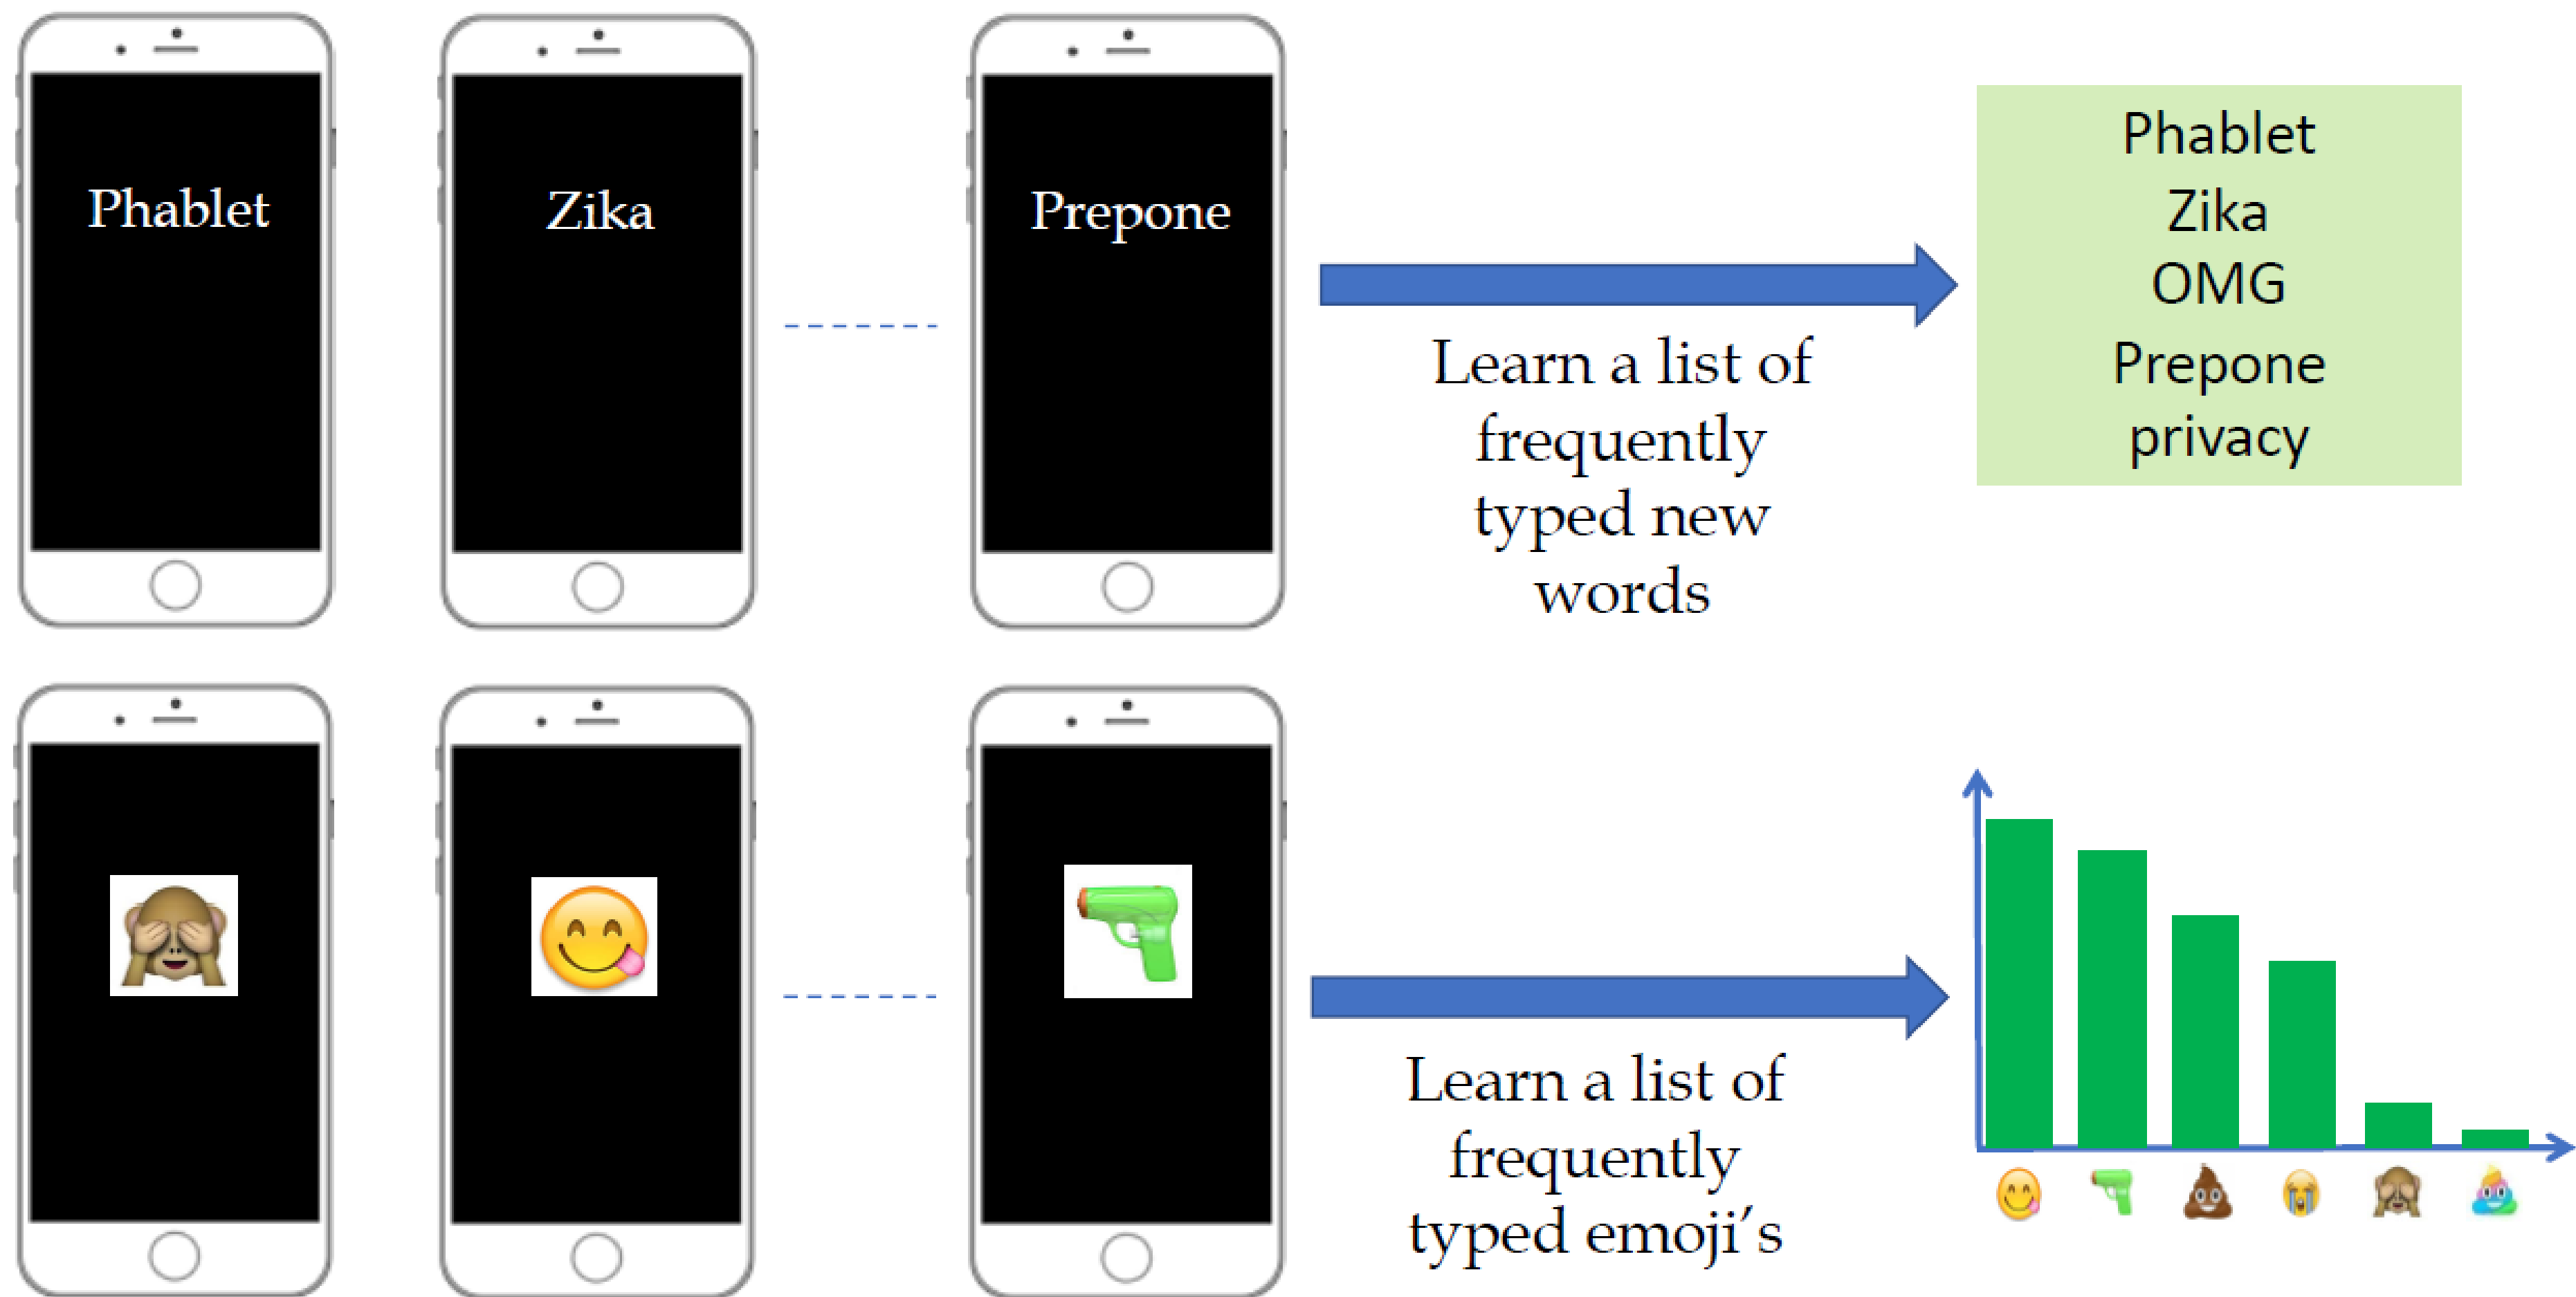 Phablet
Zika
Prepone
Learn a list of
frequently
typed new
words
Phablet
Zika
OMG
Prepone
privacy
Learn a list of
frequently
typed emoji’s